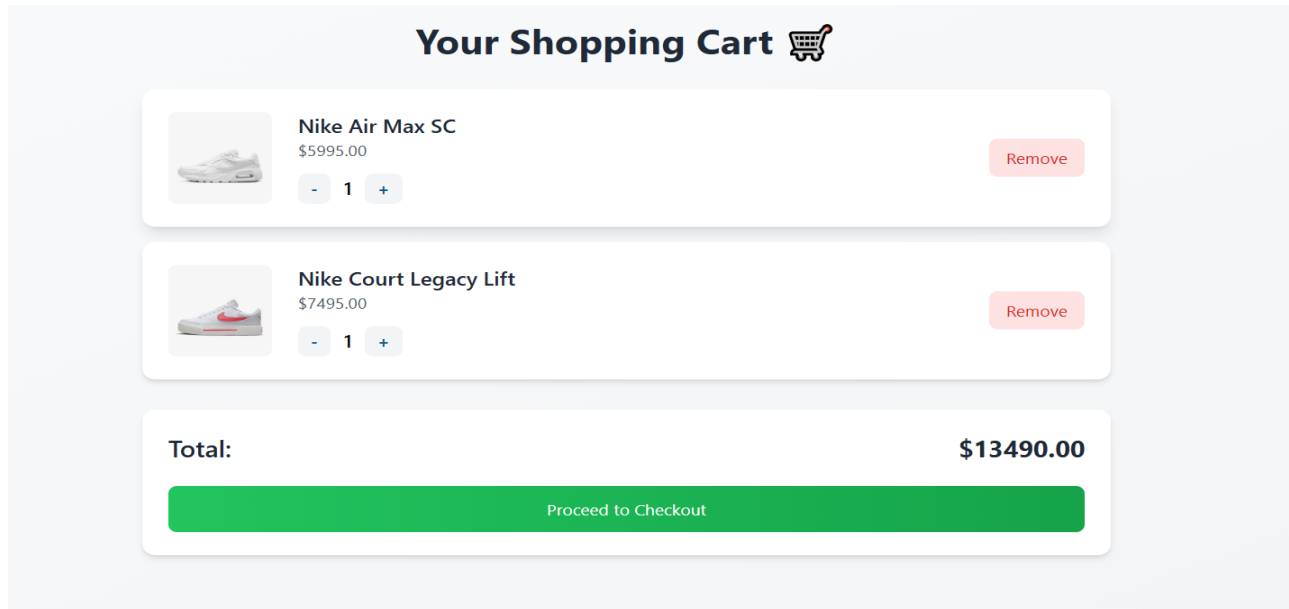 Your Shopping Cart 🛒
Nike Air Max SC
$5995.00
- 1 +
Remove
Nike Court Legacy Lift
$7495.00
- 1 +
Remove
Total: $13490.00
Proceed to Checkout